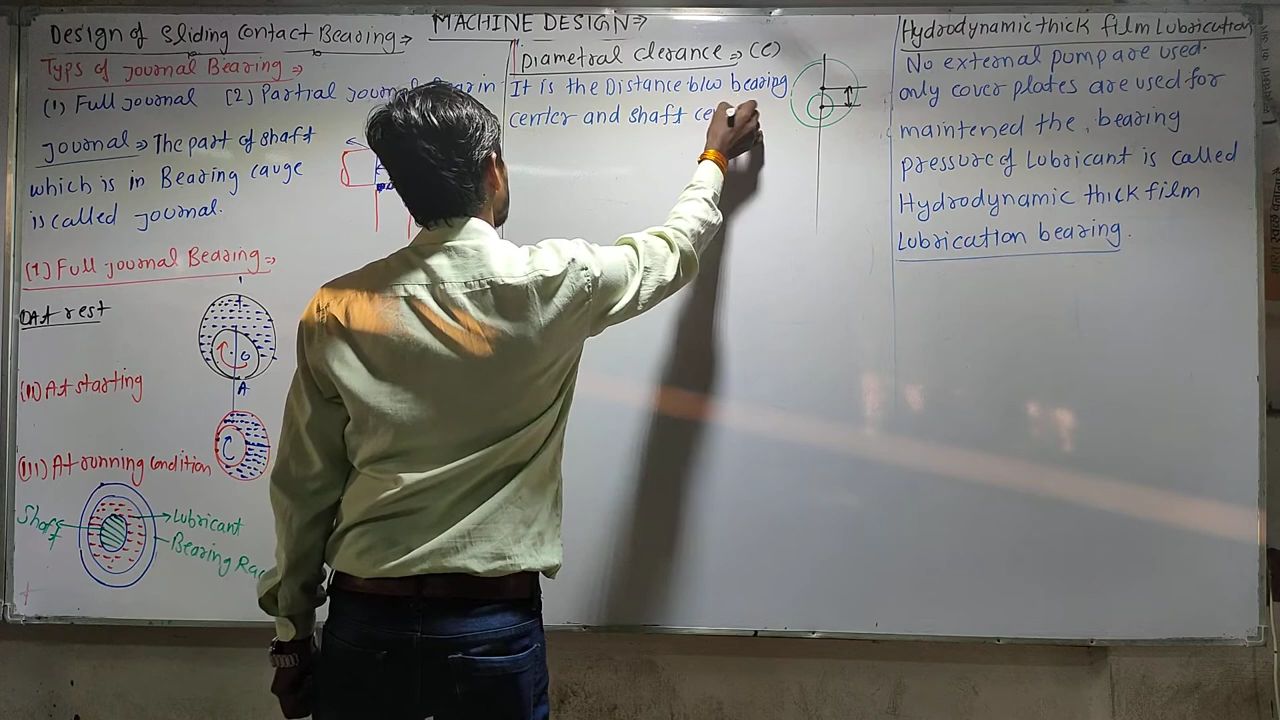 MACHINE DESIGN⇒
Design of Sliding Contact Bearing⇒
Typs of Journal Bearing⇒
(1) Full Journal (2) Partial Journal
Journal⇒ The part of shaft
which is in Bearing cauge
is called journal.
(1) Full journal Bearing⇒
(I) At rest
O
A
(II) At starting
(III) At running condition
Shaft
Lubricant
Bearing
Diametral clerance⇒ (C)
It is the Distance b/w bearing
center and shaft ce
Hydrodynamic thick film Lubrication
No external pump are used.
only cover plates are used for
maintened the, bearing
pressure of Lubricant is called
Hydrodynamic thick film
Lubrication bearing.